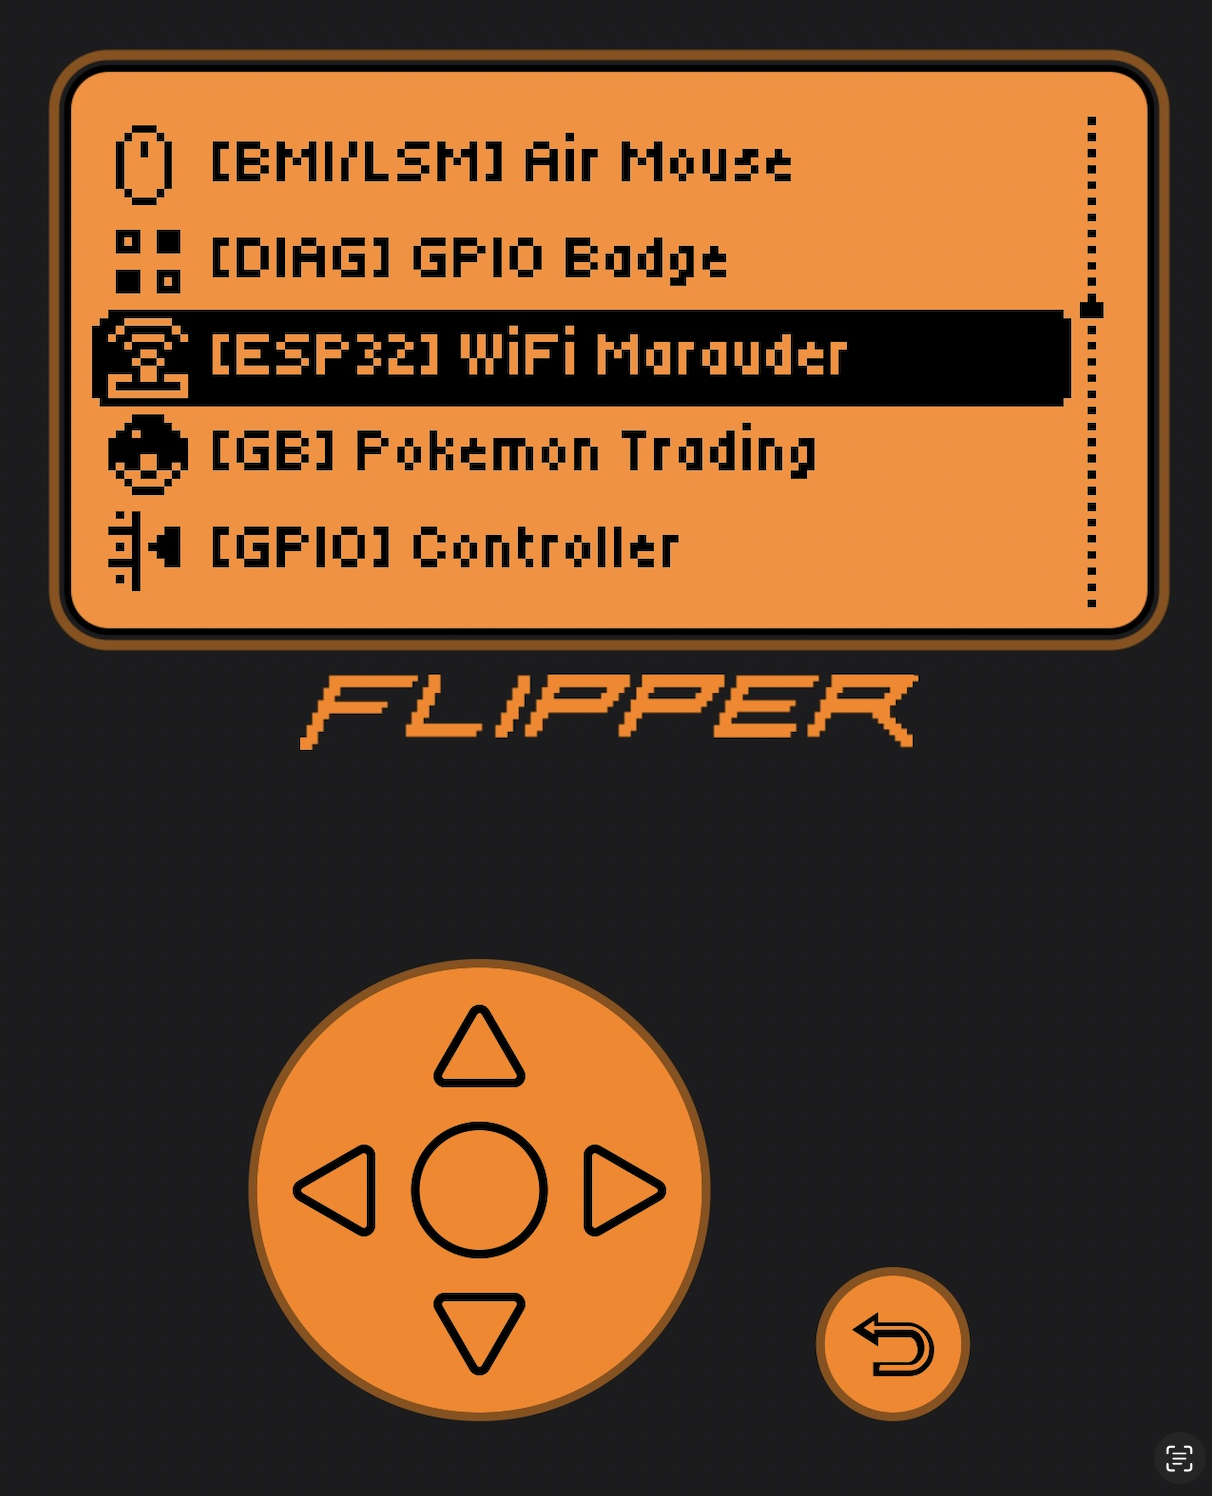 [BMI/LSM] Air Mouse
[DIAG] GPIO Badge
[ESP32] WiFi Marauder
[GB] Pokemon Trading
[GPIO] Controller
FLIPPER